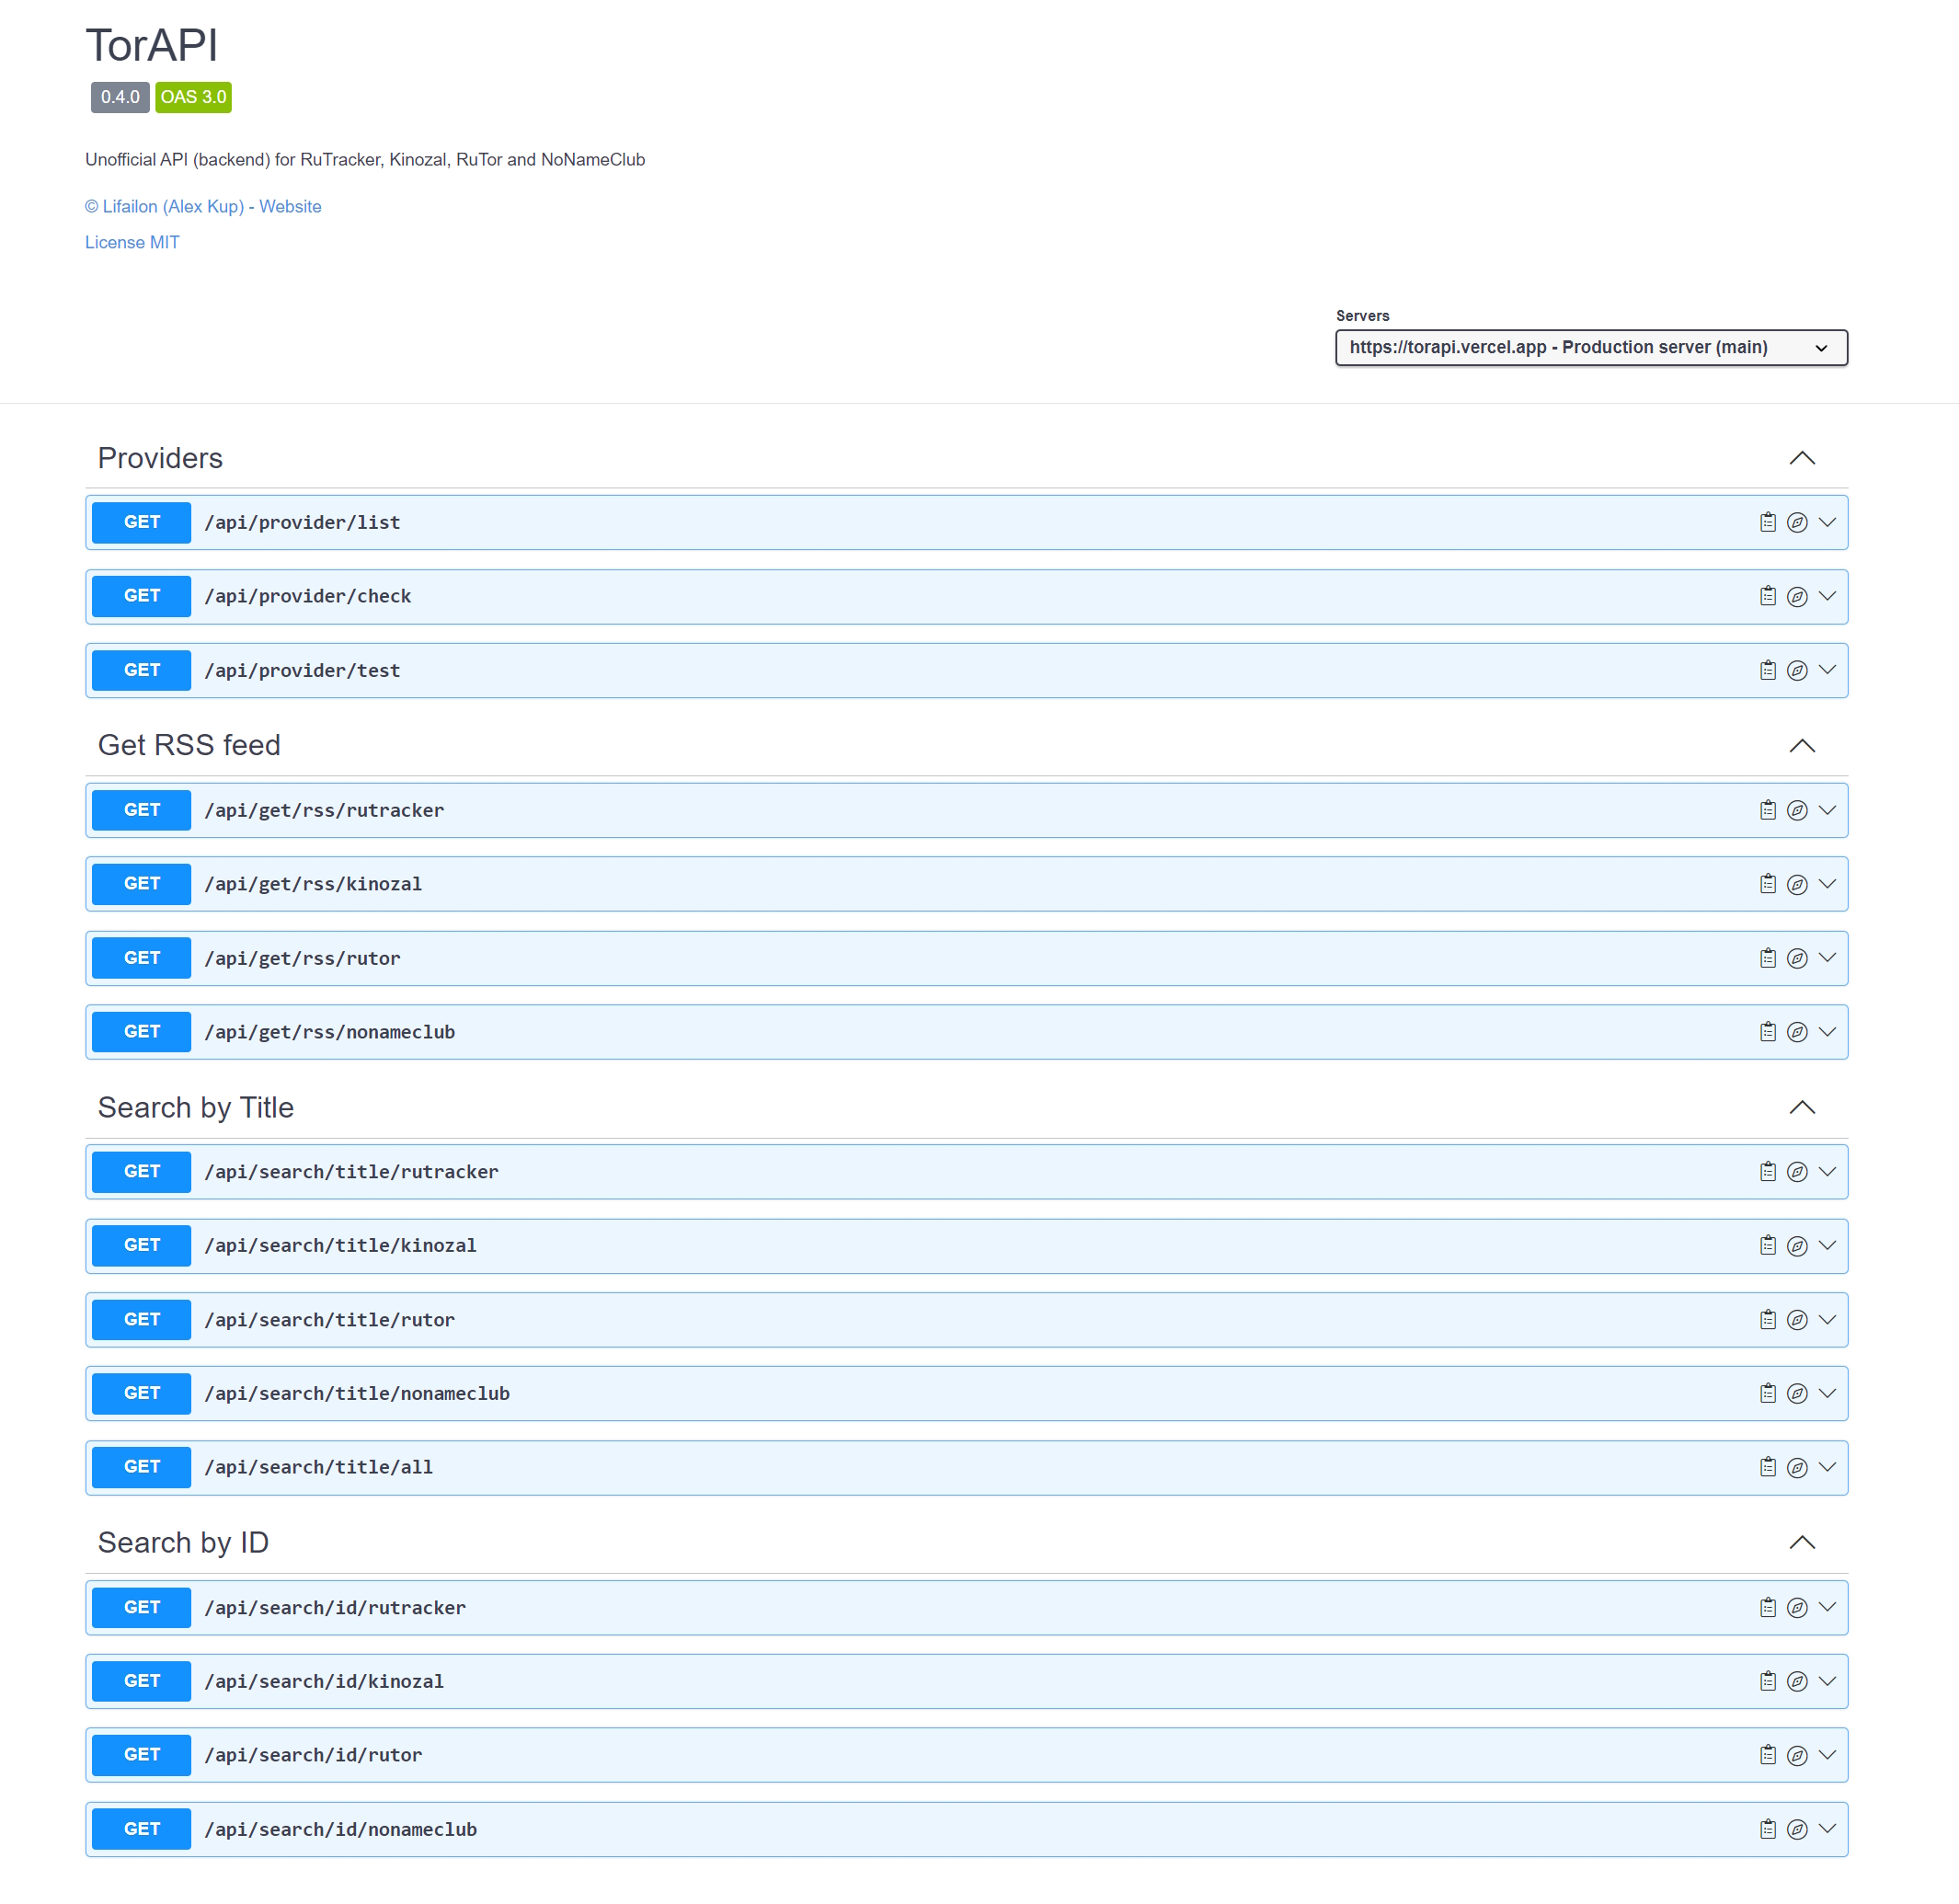 TorAPI
0.4.0 OAS 3.0
Unofficial API (backend) for RuTracker, Kinozal, RuTor and NoNameClub
© Lifailon (Alex Kup) - Website
License MIT
Servers
https://torapi.vercel.app - Production server (main)
Providers
GET /api/provider/list
GET /api/provider/check
GET /api/provider/test
Get RSS feed
GET /api/get/rss/rutracker
GET /api/get/rss/kinozal
GET /api/get/rss/rutor
GET /api/get/rss/nonameclub
Search by Title
GET /api/search/title/rutracker
GET /api/search/title/kinozal
GET /api/search/title/rutor
GET /api/search/title/nonameclub
GET /api/search/title/all
Search by ID
GET /api/search/id/rutracker
GET /api/search/id/kinozal
GET /api/search/id/rutor
GET /api/search/id/nonameclub